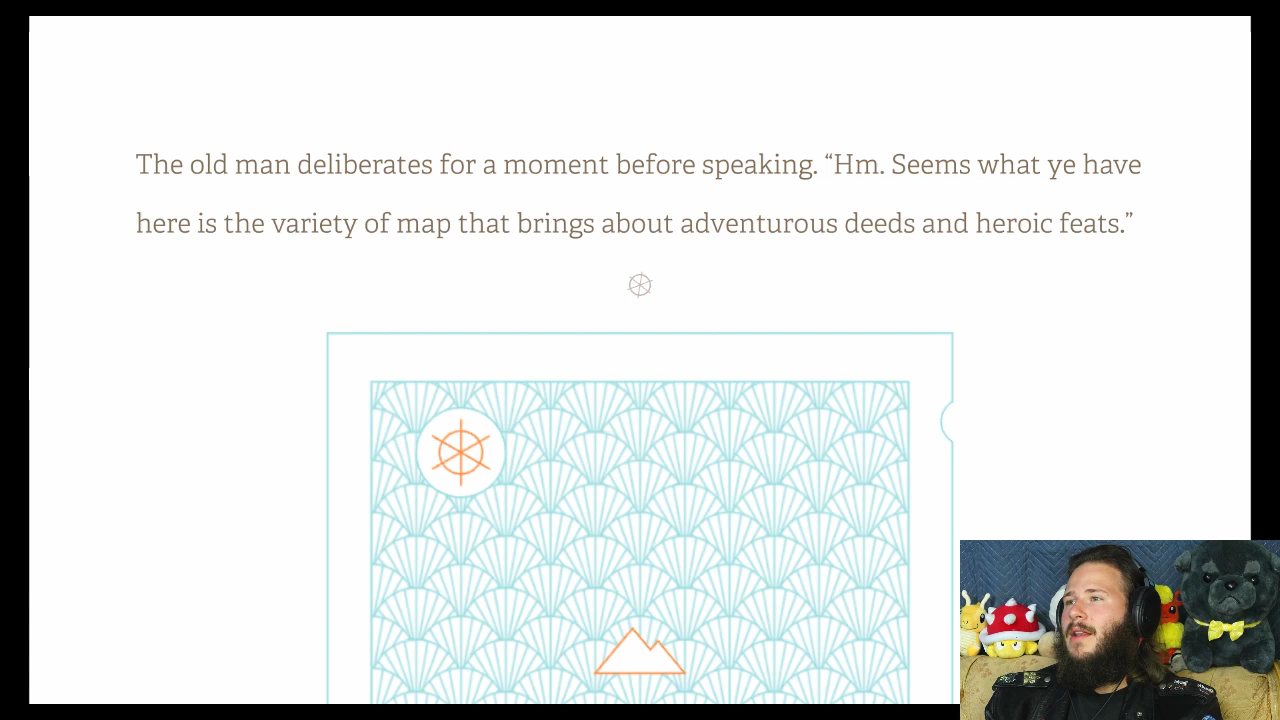 The old man deliberates for a moment before speaking. “Hm. Seems what ye have
here is the variety of map that brings about adventurous deeds and heroic feats.”